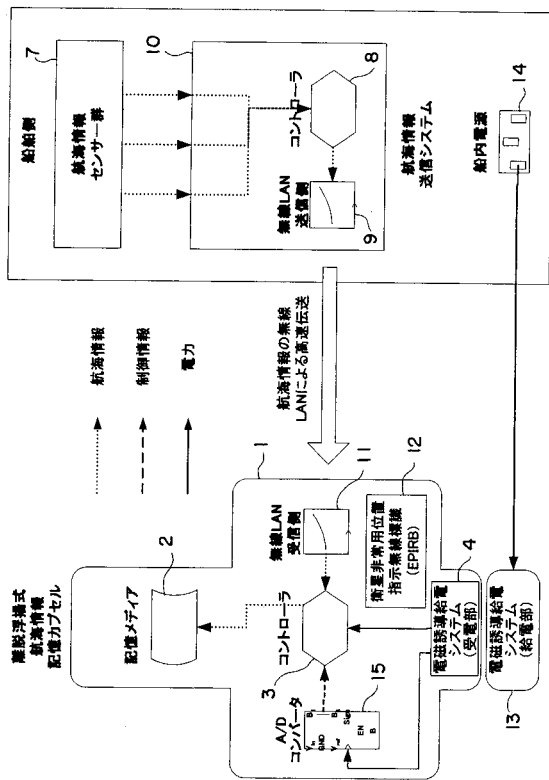 離脱浮揚式
航海情報
記憶カプセル
記憶メディア
2
1
コントローラ
3
無線LAN
受信側
11
A/D
コンバータ
15
Vin
GND
Vref
Sign
EN
B
衛星非常用位置
指示無線標識
(EPIRB)
12
電磁誘導給電
システム
(受電部)
4
電磁誘導給電
システム
(給電部)
13
航海情報
制御情報
電力
航海情報の無線
LANによる高速伝送
船舶側
航海情報
センサー群
7
10
コントローラ
8
無線LAN
送信側
9
航海情報
送信システム
船内電源
14